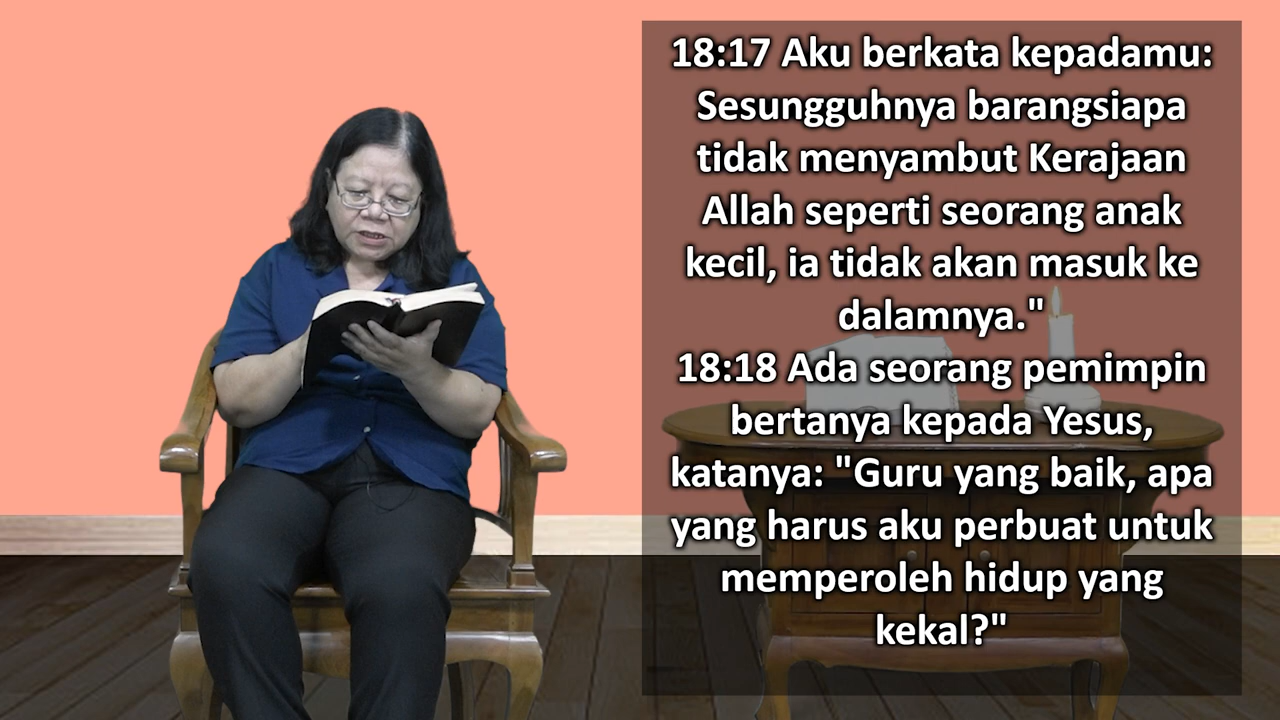 18:17 Aku berkata kepadamu:
Sesungguhnya barangsiapa
tidak menyambut Kerajaan
Allah seperti seorang anak
kecil, ia tidak akan masuk ke
dalamnya."
18:18 Ada seorang pemimpin
bertanya kepada Yesus,
katanya: "Guru yang baik, apa
yang harus aku perbuat untuk
memperoleh hidup yang
kekal?"